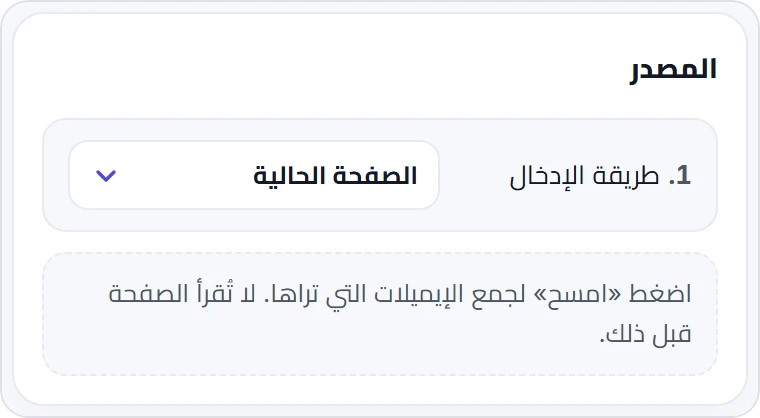 المصدر
1. طريقة الإدخال
الصفحة الحالية
اضغط «امسح» لجمع الإيميلات التي تراها. لا تُقرأ الصفحة
قبل ذلك.